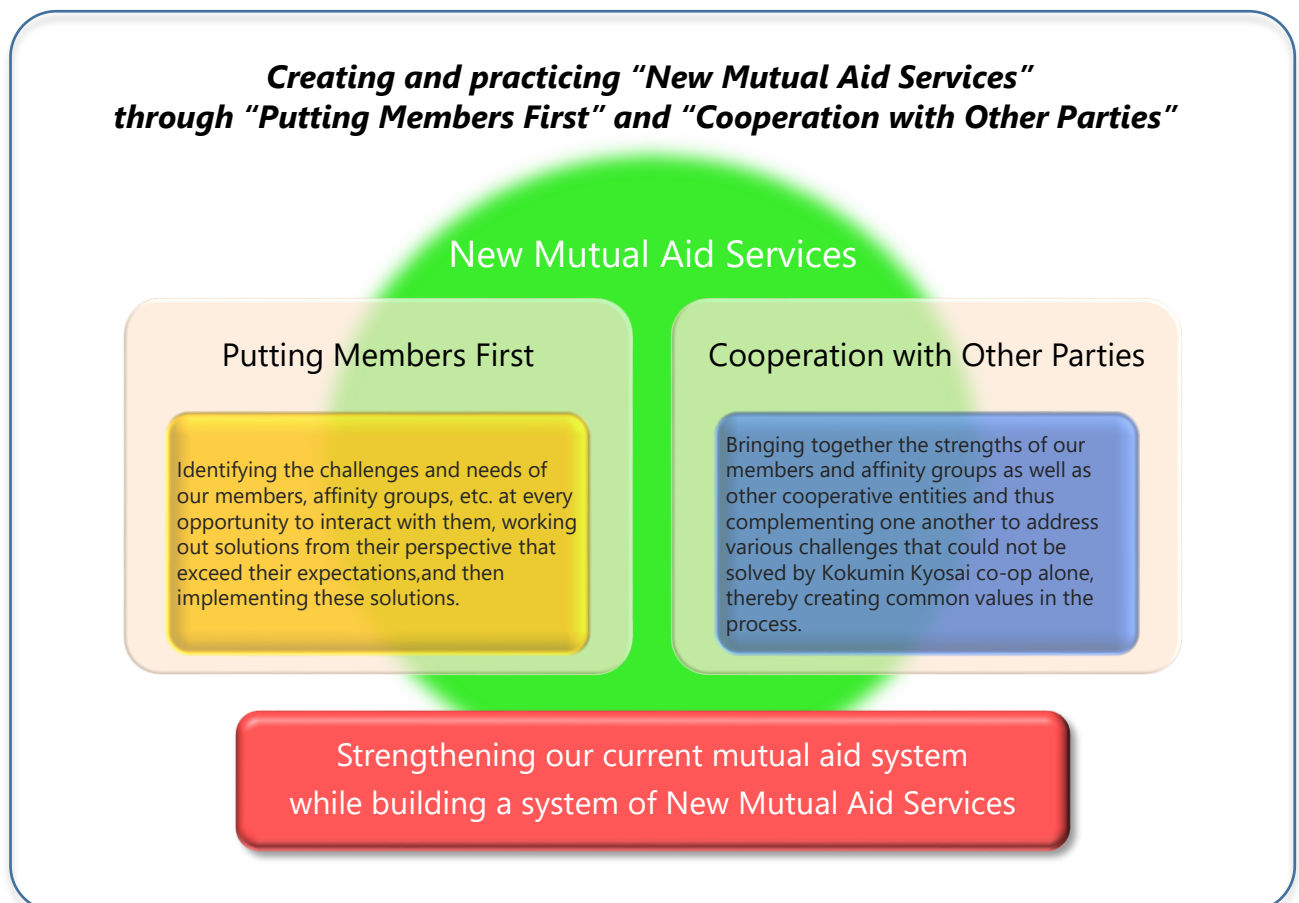 Creating and practicing “New Mutual Aid Services”
through “Putting Members First” and “Cooperation with Other Parties”
New Mutual Aid Services
Putting Members First
Identifying the challenges and needs of
our members, affinity groups, etc. at every
opportunity to interact with them, working
out solutions from their perspective that
exceed their expectations,and then
implementing these solutions.
Cooperation with Other Parties
Bringing together the strengths of our
members and affinity groups as well as
other cooperative entities and thus
complementing one another to address
various challenges that could not be
solved by Kokumin Kyosai co-op alone,
thereby creating common values in the
process.
Strengthening our current mutual aid system
while building a system of New Mutual Aid Services